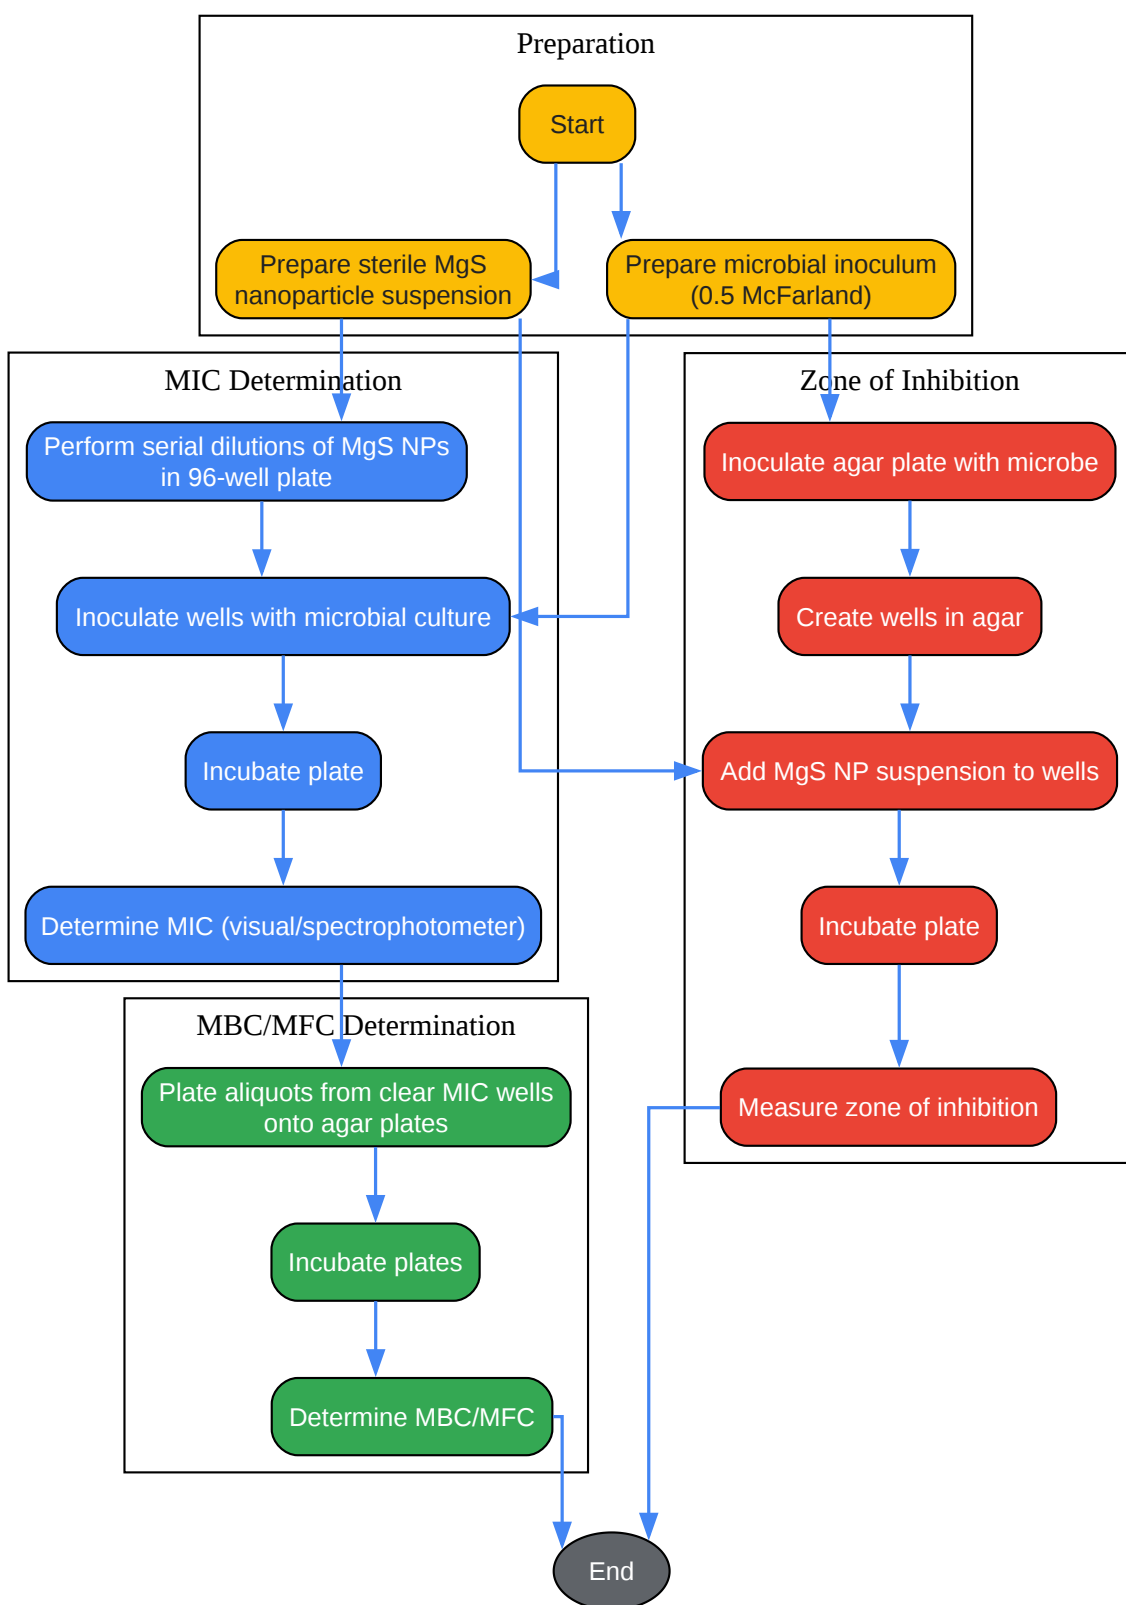 Preparation
Start
Prepare sterile MgS
nanoparticle suspension
Prepare microbial inoculum
(0.5 McFarland)
MIC Determination
Perform serial dilutions of MgS NPs
in 96-well plate
Inoculate wells with microbial culture
Incubate plate
Determine MIC (visual/spectrophotometer)
Zone of Inhibition
Inoculate agar plate with microbe
Create wells in agar
Add MgS NP suspension to wells
Incubate plate
Measure zone of inhibition
MBC/MFC Determination
Plate aliquots from clear MIC wells
onto agar plates
Incubate plates
Determine MBC/MFC
End